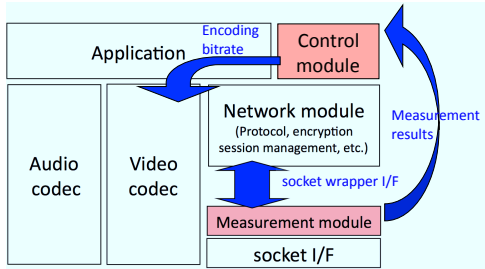 Application
Encoding
bitrate
Control
module
Audio
codec
Video
codec
Network module
(Protocol, encryption
session management, etc.)
Measurement
results
socket wrapper I/F
Measurement module
socket I/F